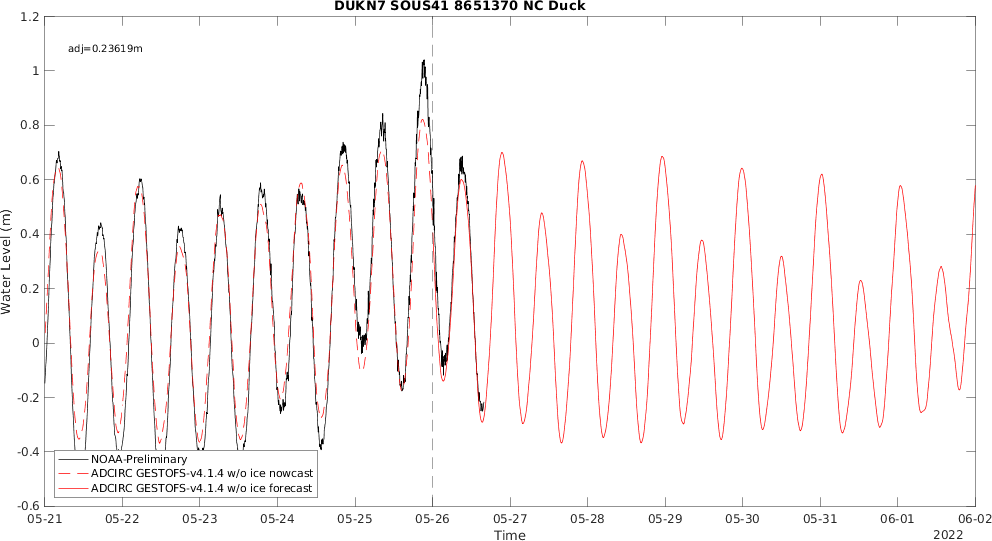 DUKN7 SOUS41 8651370 NC Duck
adj=0.23619m
Water Level (m)
1.2
1
0.8
0.6
0.4
0.2
0
-0.2
-0.4
-0.6
NOAA-Preliminary
ADCIRC GESTOFS-v4.1.4 w/o ice nowcast
ADCIRC GESTOFS-v4.1.4 w/o ice forecast
05-21 05-22 05-23 05-24 05-25 05-26 05-27 05-28 05-29 05-30 05-31 06-01 06-02
Time
2022